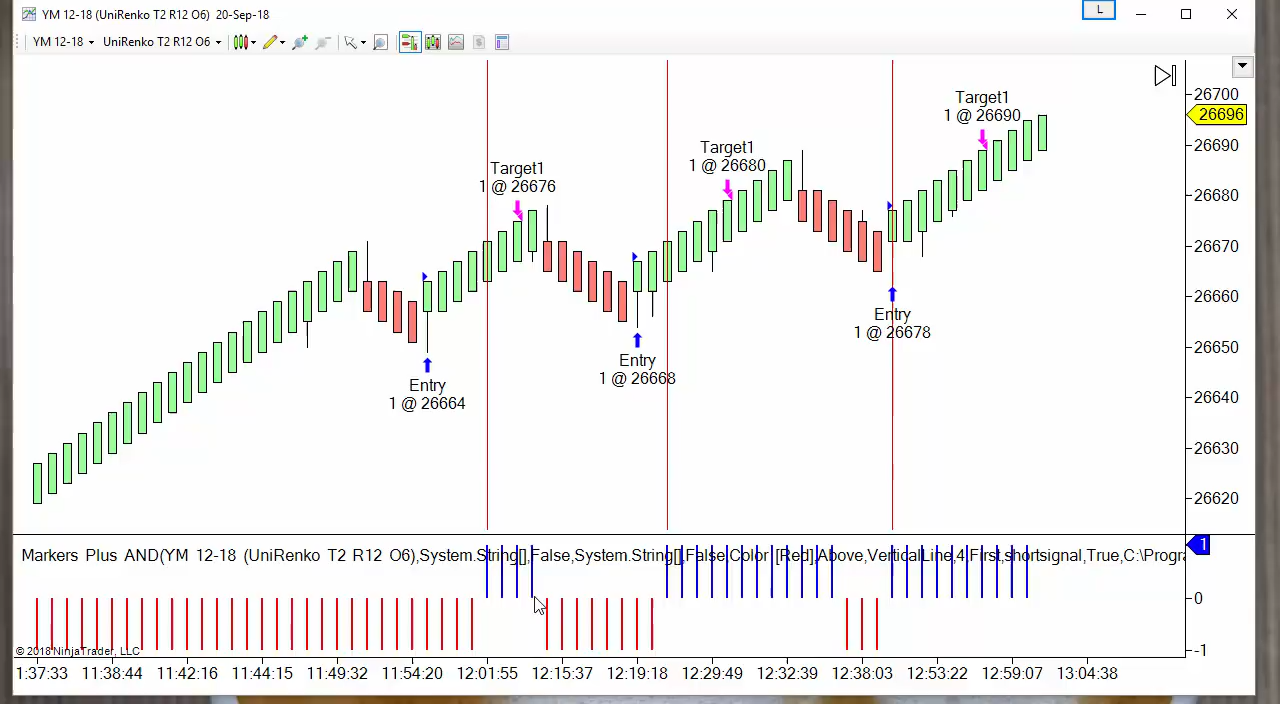 YM 12-18 (UniRenko T2 R12 O6) 20-Sep-18
L
YM 12-18 UniRenko T2 R12 O6
Target1
1 @ 26690
26700
26696
26690
Target1
1 @ 26680
Target1
1 @ 26676
26680
26670
26660
Entry
1 @ 26678
26650
Entry
1 @ 26668
Entry
1 @ 26664
26640
26630
26620
Markers Plus AND(YM 12-18 (UniRenko T2 R12 O6),System.String[],False,System.String[],False,Color [Red],Above,VerticalLine,4,First,shortsignal,True,C:\Progra
1
0
-1
© 2018 NinjaTrader, LLC
1:37:33 11:38:44 11:42:16 11:44:15 11:49:32 11:54:20 12:01:55 12:15:37 12:19:18 12:29:49 12:32:39 12:38:03 12:53:22 12:59:07 13:04:38